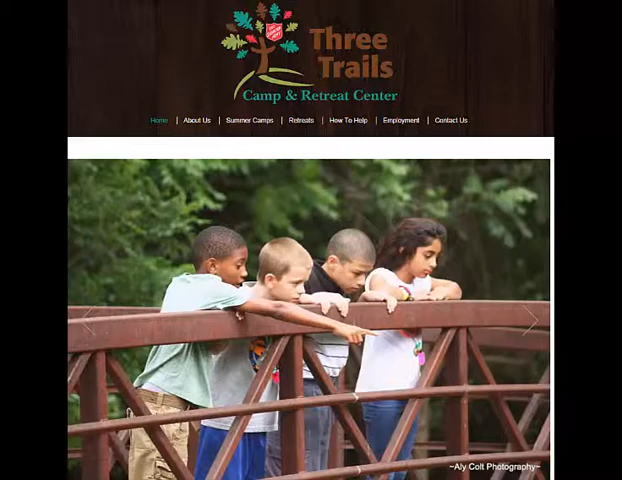 Three
Trails
Camp & Retreat Center
Home | About Us | Summer Camps | Retreats | How To Help | Employment | Contact Us
~Aly Colt Photography~